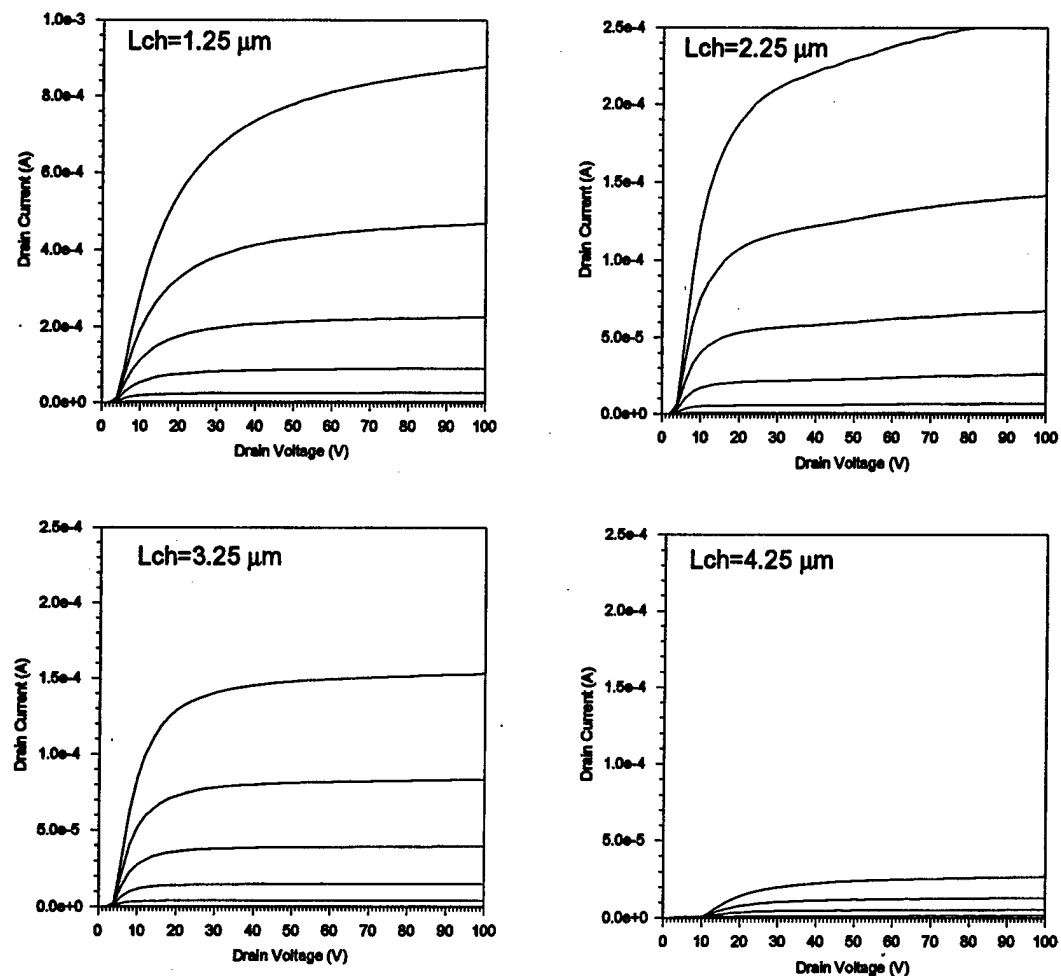 Lch=1.25 μm
1.0e-3
8.0e-4
6.0e-4
4.0e-4
2.0e-4
0.0e+0
Drain Current (A)
0 10 20 30 40 50 60 70 80 90 100
Drain Voltage (V)
Lch=2.25 μm
2.5e-4
2.0e-4
1.5e-4
1.0e-4
5.0e-5
0.0e+0
Drain Current (A)
0 10 20 30 40 50 60 70 80 90 100
Drain Voltage (V)
Lch=3.25 μm
2.5e-4
2.0e-4
1.5e-4
1.0e-4
5.0e-5
0.0e+0
Drain Current (A)
0 10 20 30 40 50 60 70 80 90 100
Drain Voltage (V)
Lch=4.25 μm
2.5e-4
2.0e-4
1.5e-4
1.0e-4
5.0e-5
0.0e+0
Drain Current (A)
0 10 20 30 40 50 60 70 80 90 100
Drain Voltage (V)